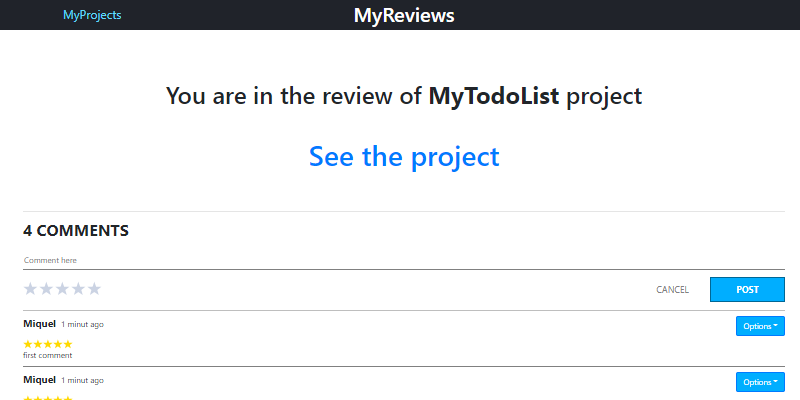 MyProjects
MyReviews
You are in the review of MyTodoList project
See the project
4 COMMENTS
Comment here
CANCEL
POST
Miquel 1 minut ago
Options
first comment
Miquel 1 minut ago
Options